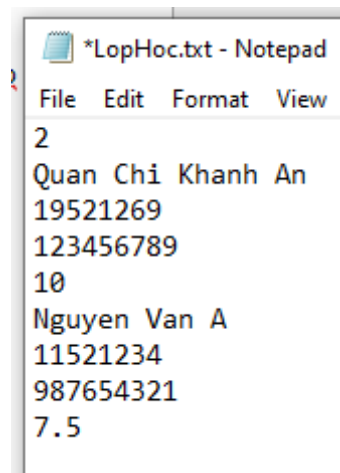 *LopHoc.txt - Notepad
File Edit Format View
2
Quan Chi Khanh An
19521269
123456789
10
Nguyen Van A
11521234
987654321
7.5